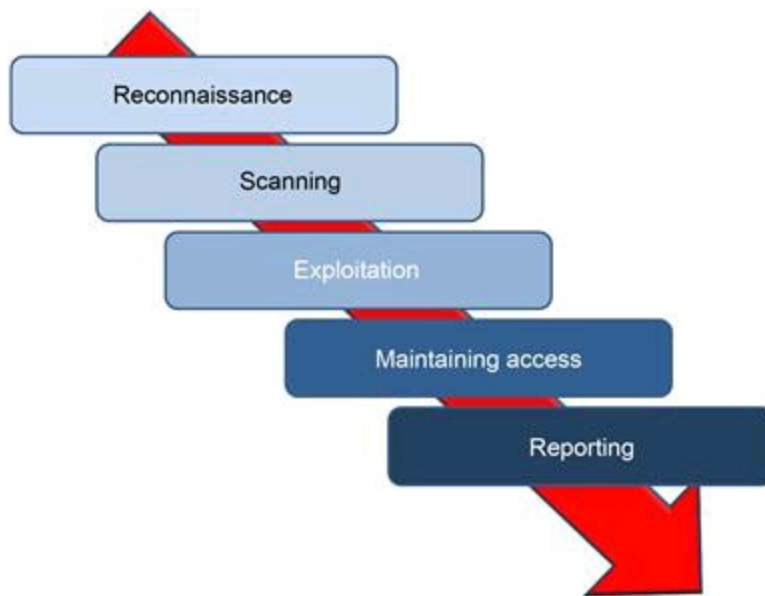 Reconnaissance
Scanning
Exploitation
Maintaining access
Reporting